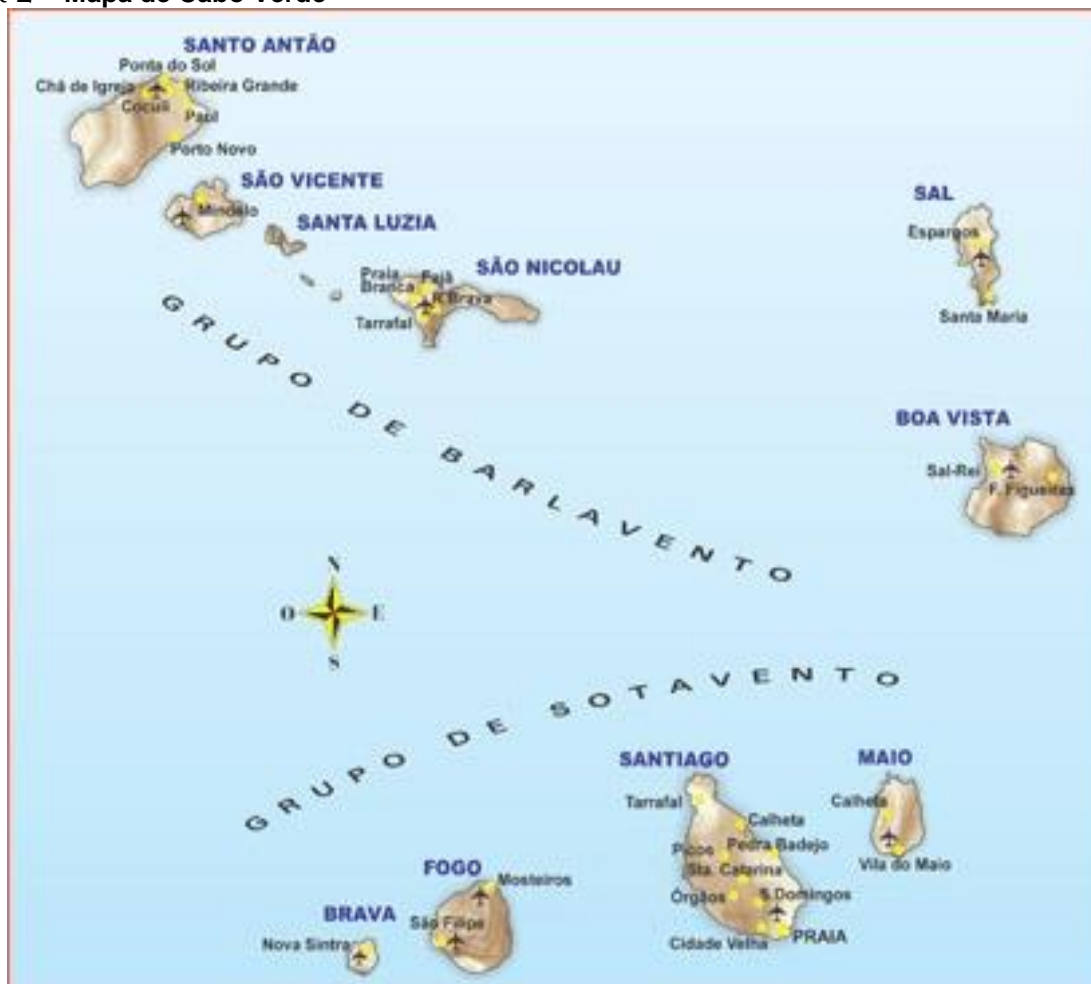 Mapa de Cabo Verde
SANTO ANTÃO
Ponta do Sol
Chã de Igreja
Ribeira Grande
Coculi
Paul
Porto Novo
SÃO VICENTE
Mindelo
SANTA LUZIA
SÃO NICOLAU
Praia Branca
Fajã
R. Brava
Tarrafal
SAL
Espargos
Santa Maria
BOA VISTA
Sal-Rei
F. Figueiras
GRUPO DE BARLAVENTO
N
O
E
S
GRUPO DE SOTAVENTO
SANTIAGO
Tarrafal
Calheta
Pedra Badejo
Picos
Sta. Catarina
Órgãos
S.Domingos
Cidade Velha
PRAIA
MAIO
Calheta
Vila do Maio
FOGO
Mosteiros
São Filipe
BRAVA
Nova Sintra